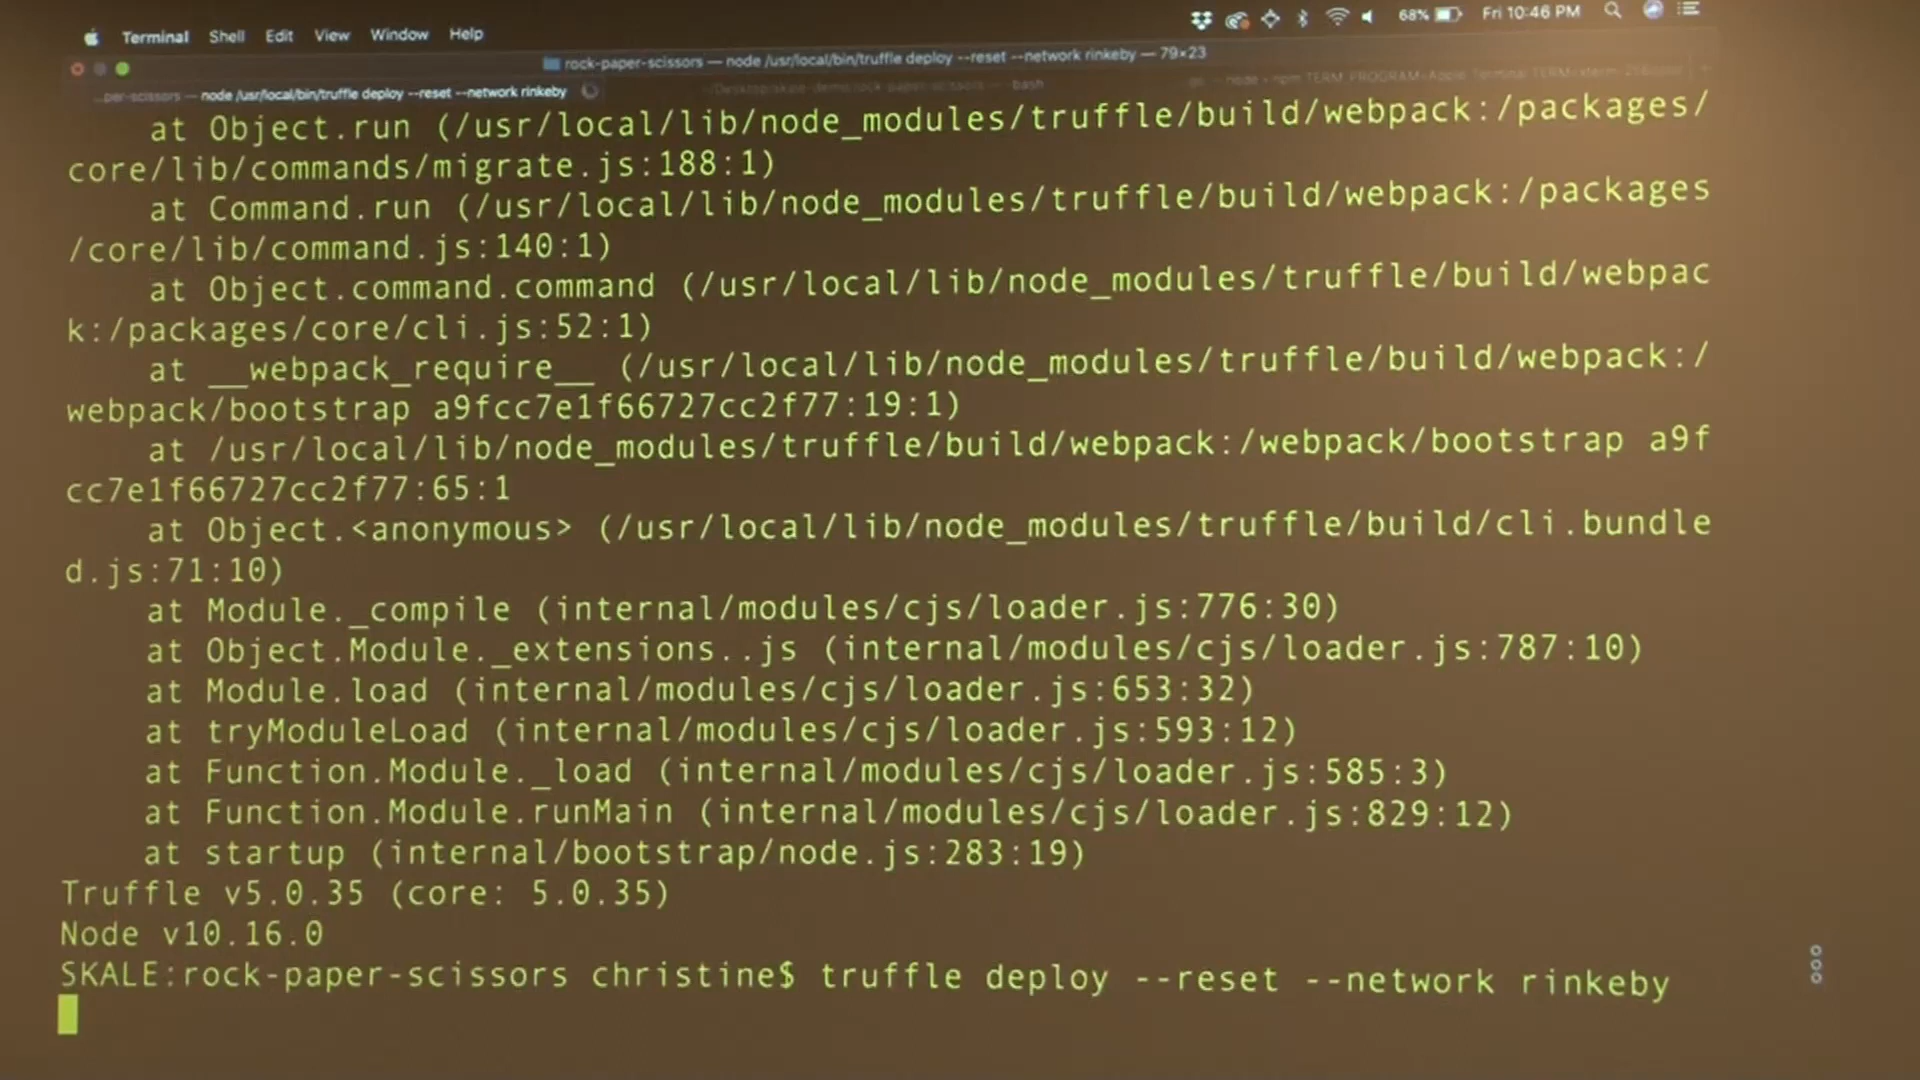 Terminal Shell Edit View Window Help 68% Fri 10:46 PM
rock-paper-scissors — node /usr/local/bin/truffle deploy --reset --network rinkeby — 79×23
...per-scissors — node /usr/local/bin/truffle deploy --reset --network rinkeby
at Object.run (/usr/local/lib/node_modules/truffle/build/webpack:/packages/
core/lib/commands/migrate.js:188:1)
at Command.run (/usr/local/lib/node_modules/truffle/build/webpack:/packages
/core/lib/command.js:140:1)
at Object.command.command (/usr/local/lib/node_modules/truffle/build/webpac
k:/packages/core/cli.js:52:1)
at __webpack_require__ (/usr/local/lib/node_modules/truffle/build/webpack:/
webpack/bootstrap a9fcc7e1f66727cc2f77:19:1)
at /usr/local/lib/node_modules/truffle/build/webpack:/webpack/bootstrap a9f
cc7e1f66727cc2f77:65:1
at Object.<anonymous> (/usr/local/lib/node_modules/truffle/build/cli.bundle
d.js:71:10)
at Module._compile (internal/modules/cjs/loader.js:776:30)
at Object.Module._extensions..js (internal/modules/cjs/loader.js:787:10)
at Module.load (internal/modules/cjs/loader.js:653:32)
at tryModuleLoad (internal/modules/cjs/loader.js:593:12)
at Function.Module._load (internal/modules/cjs/loader.js:585:3)
at Function.Module.runMain (internal/modules/cjs/loader.js:829:12)
at startup (internal/bootstrap/node.js:283:19)
Truffle v5.0.35 (core: 5.0.35)
Node v10.16.0
SKALE:rock-paper-scissors christine$ truffle deploy --reset --network rinkeby